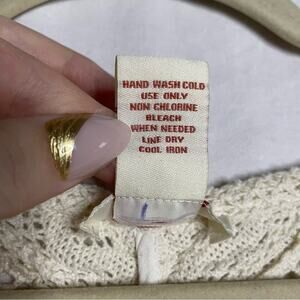 HAND WASH COLD
USE ONLY
NON CHLORINE
BLEACH
WHEN NEEDED
LINE DRY
COOL IRON